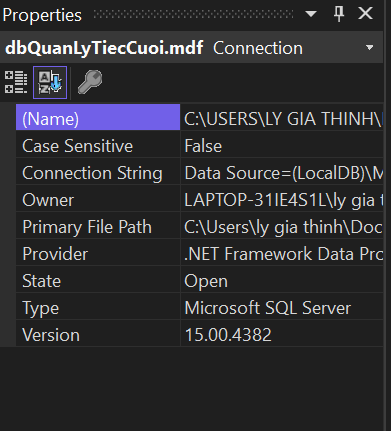 Properties
dbQuanLyTiecCuoi.mdf Connection
(Name) C:\USERS\LY GIA THINH\
Case Sensitive False
Connection String Data Source=(LocalDB)\M
Owner LAPTOP-31IE4S1L\ly gia t
Primary File Path C:\Users\ly gia thinh\Doc
Provider .NET Framework Data Pro
State Open
Type Microsoft SQL Server
Version 15.00.4382